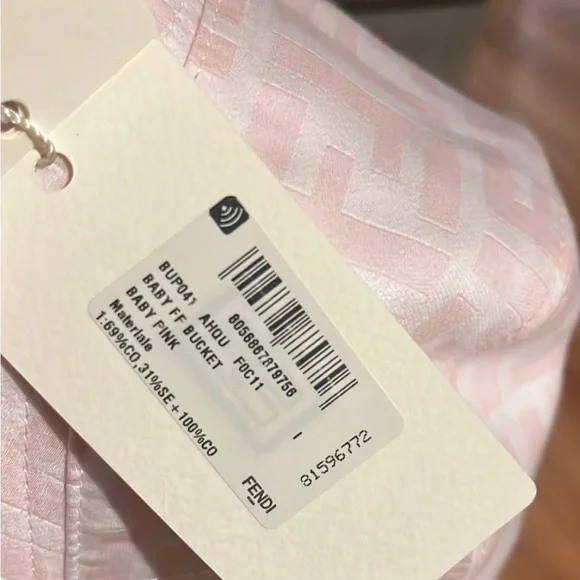 8056867879756
BUP041 AHQU F0C11
BABY FF BUCKET
BABY PINK
Materiale
1:69%CO,31%SE + 100%CO
I
81596772
FENDI